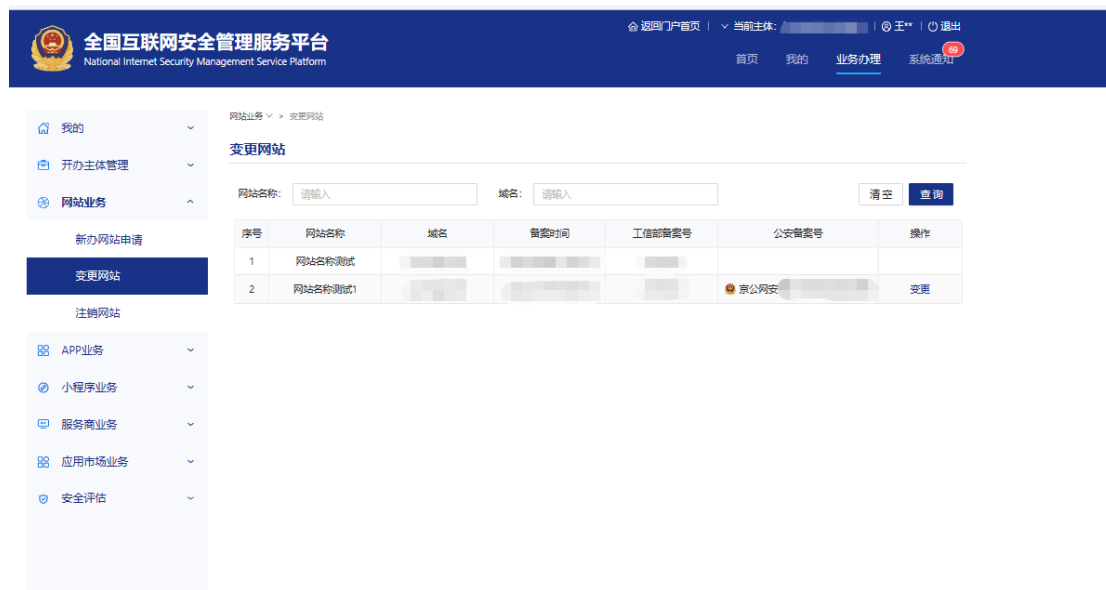 返回门户首页 | 当前主体: | 王** | 退出
全国互联网安全管理服务平台
National Internet Security Management Service Platform
首页 我的 业务办理 系统通知 69
我的
开办主体管理
网站业务
新办网站申请
变更网站
注销网站
APP业务
小程序业务
服务商业务
应用市场业务
安全评估
网站业务 > 变更网站
变更网站
网站名称: 请输入 域名: 请输入 清空 查询
序号 网站名称 域名 备案时间 工信部备案号 公安备案号 操作
1 网站名称测试
2 网站名称测试1 京公网安 变更